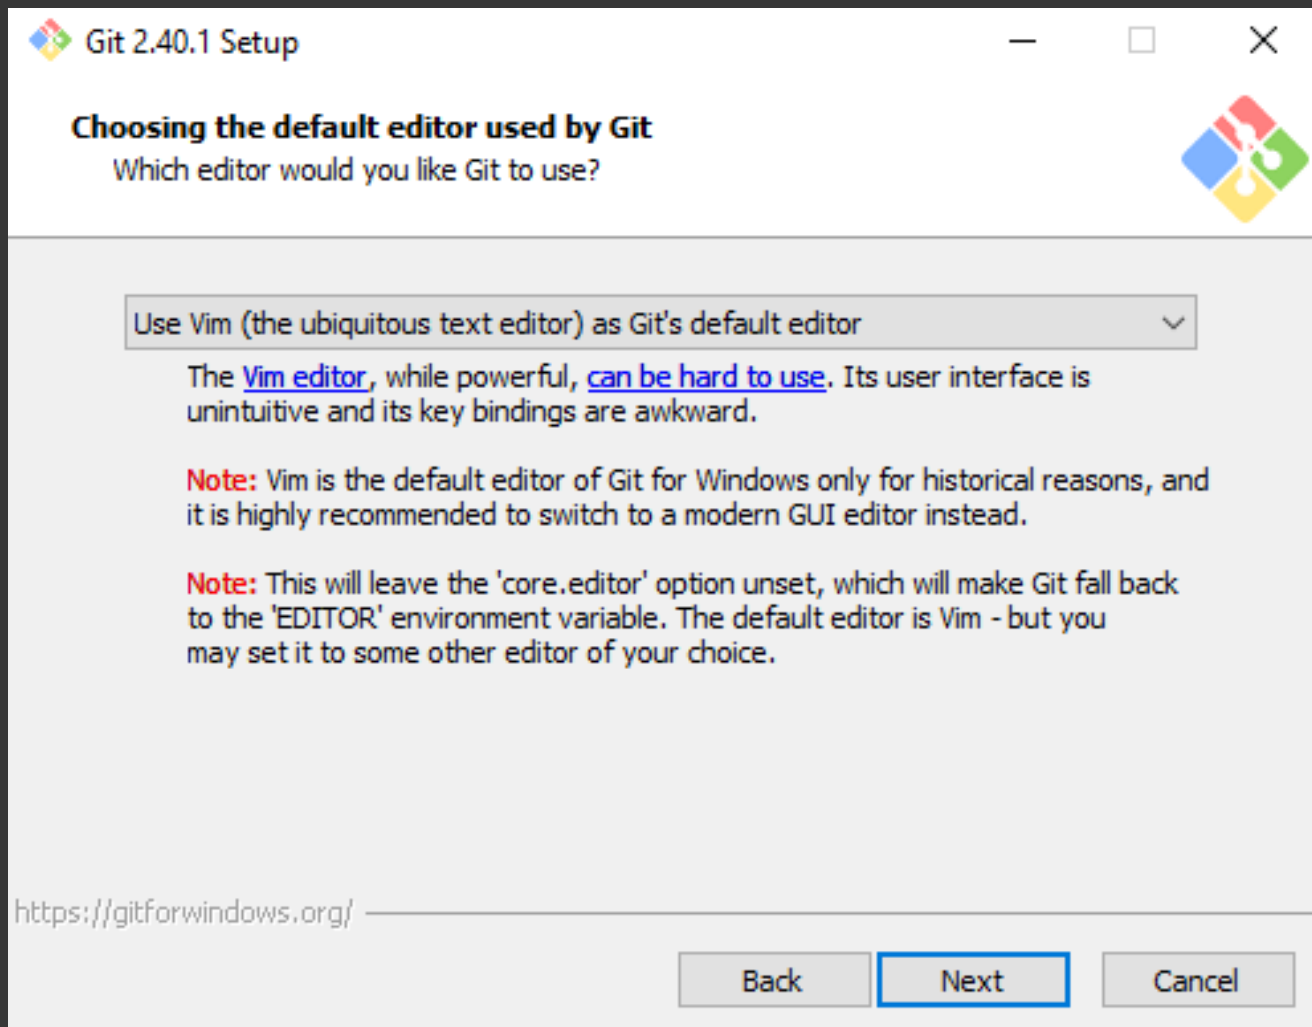 Git 2.40.1 Setup
Choosing the default editor used by Git
Which editor would you like Git to use?
Use Vim (the ubiquitous text editor) as Git's default editor
The Vim editor, while powerful, can be hard to use. Its user interface is
unintuitive and its key bindings are awkward.
Note: Vim is the default editor of Git for Windows only for historical reasons, and
it is highly recommended to switch to a modern GUI editor instead.
Note: This will leave the 'core.editor' option unset, which will make Git fall back
to the 'EDITOR' environment variable. The default editor is Vim - but you
may set it to some other editor of your choice.
https://gitforwindows.org/
Back Next Cancel